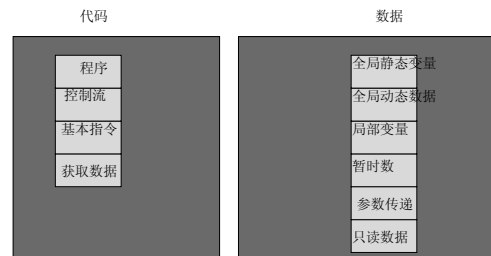 代码
数据
程序
控制流
基本指令
获取数据
全局静态变量
全局动态数据
局部变量
暂时数
参数传递
只读数据